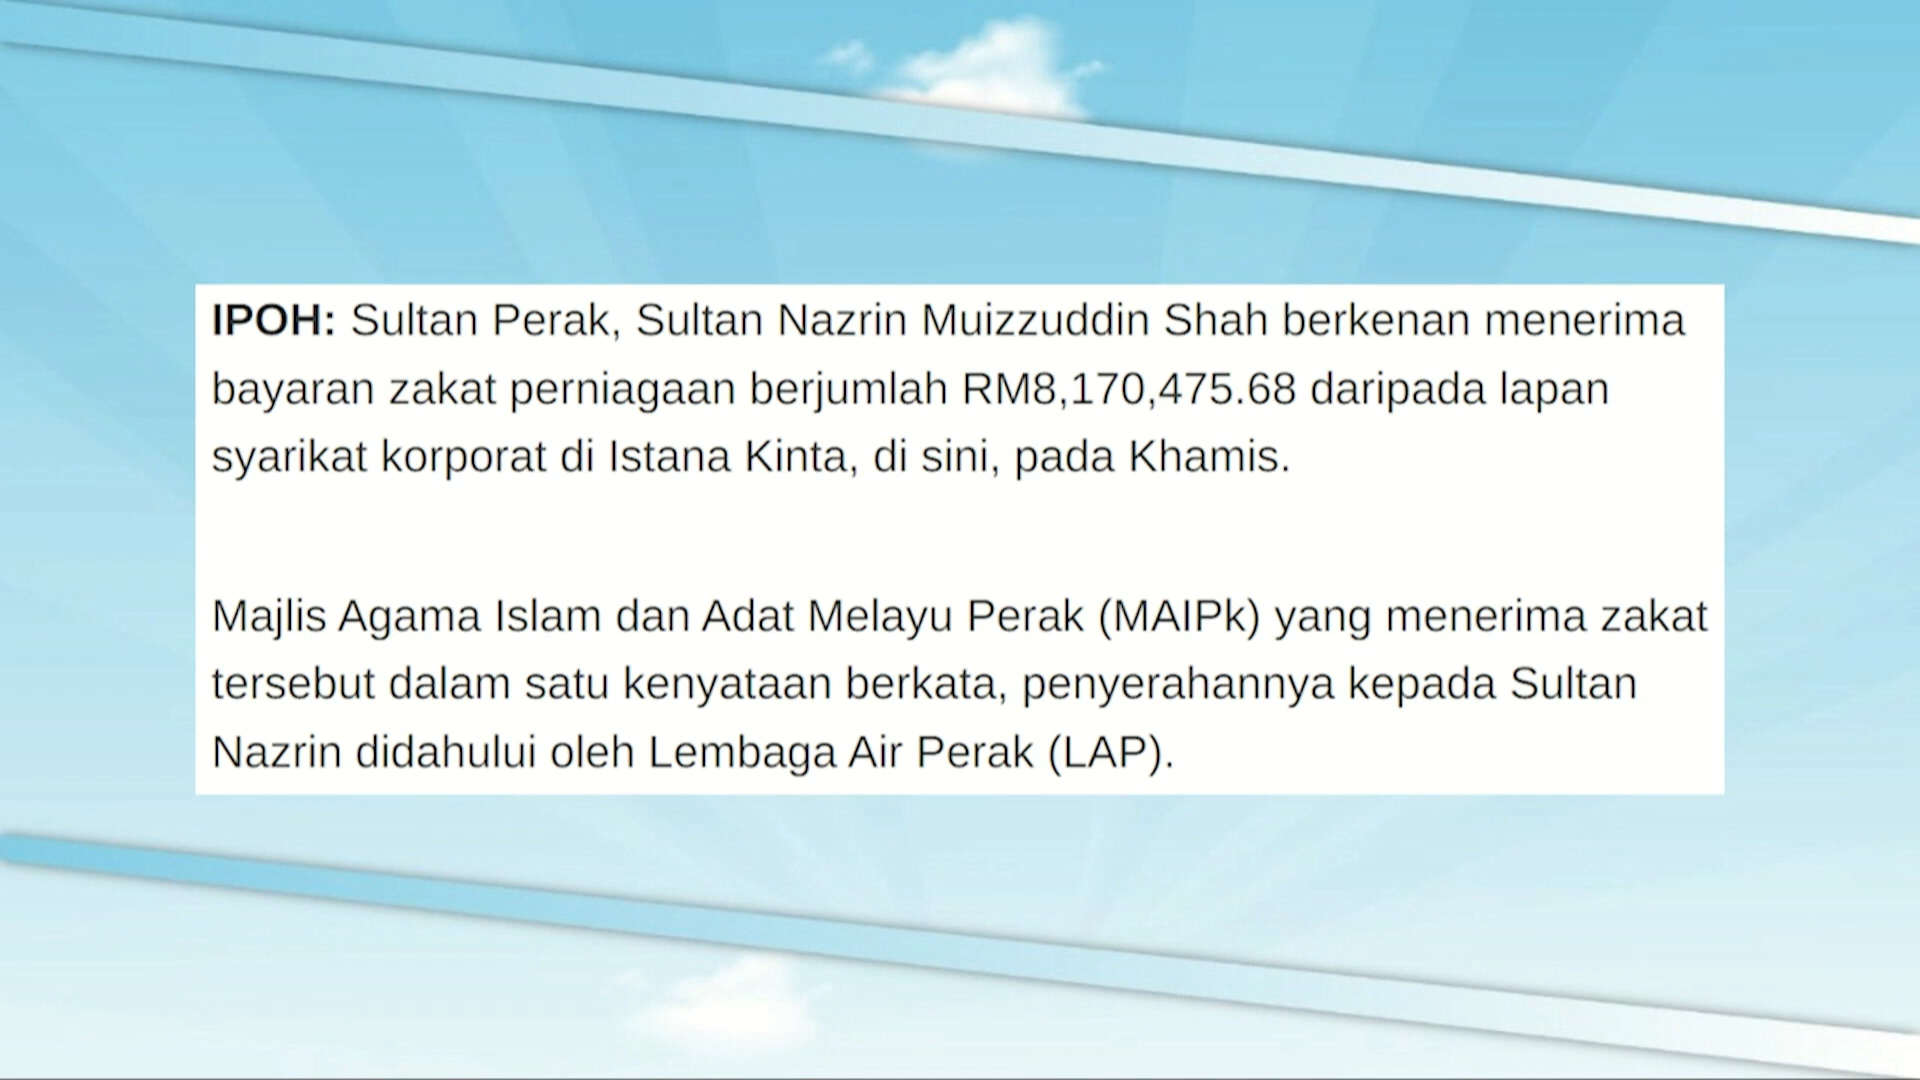 IPOH: Sultan Perak, Sultan Nazrin Muizzuddin Shah berkenan menerima
bayaran zakat perniagaan berjumlah RM8,170,475.68 daripada lapan
syarikat korporat di Istana Kinta, di sini, pada Khamis.
Majlis Agama Islam dan Adat Melayu Perak (MAIPk) yang menerima zakat
tersebut dalam satu kenyataan berkata, penyerahannya kepada Sultan
Nazrin didahului oleh Lembaga Air Perak (LAP).